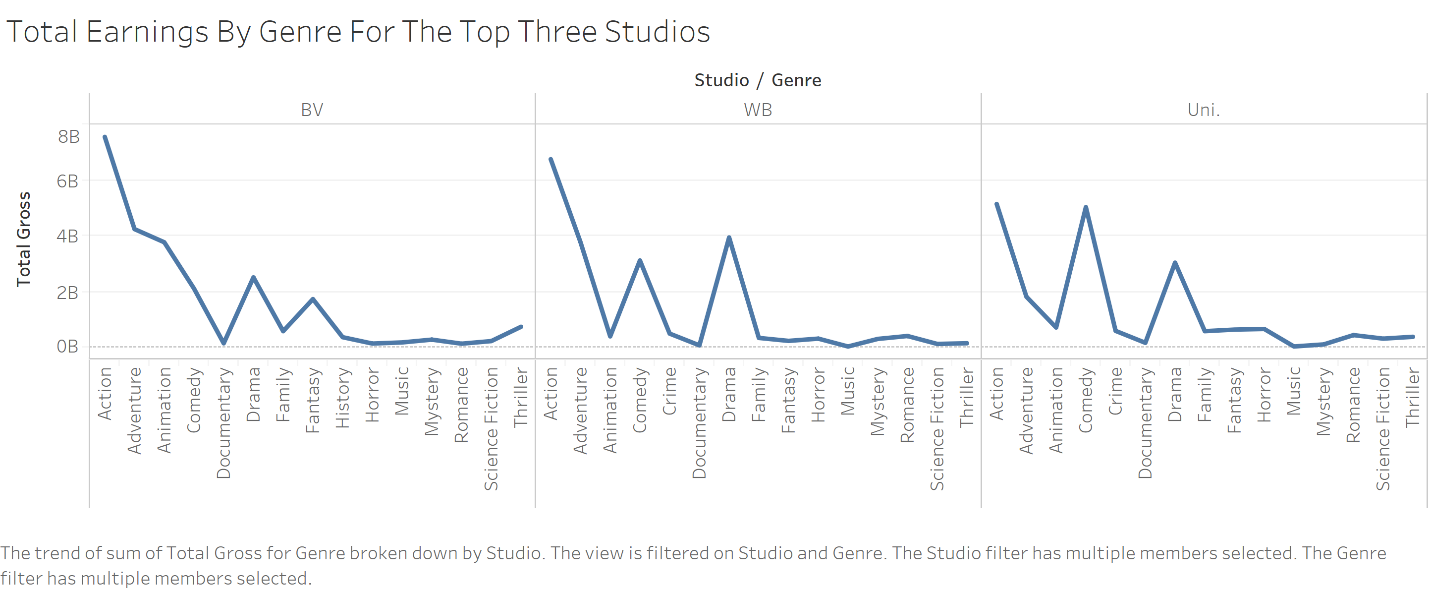 Total Earnings By Genre For The Top Three Studios
Studio / Genre
BV
WB
Uni.
Total Gross
8B
6B
4B
2B
0B
Action
Adventure
Animation
Comedy
Documentary
Drama
Family
Fantasy
History
Horror
Music
Mystery
Romance
Science Fiction
Thriller
Action
Adventure
Animation
Comedy
Crime
Documentary
Drama
Family
Fantasy
Horror
Music
Mystery
Romance
Science Fiction
Thriller
Action
Adventure
Animation
Comedy
Crime
Documentary
Drama
Family
Fantasy
Horror
Music
Mystery
Romance
Science Fiction
Thriller
The trend of sum of Total Gross for Genre broken down by Studio. The view is filtered on Studio and Genre. The Studio filter has multiple members selected. The Genre
filter has multiple members selected.